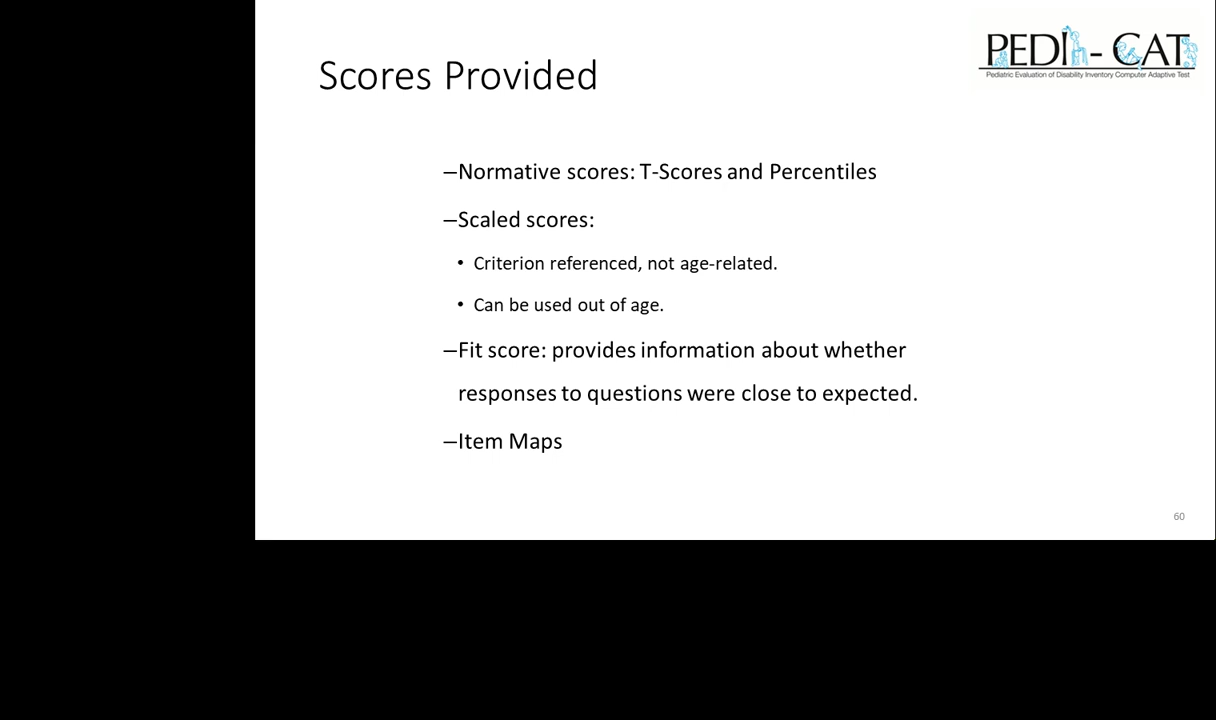 PEDI - CAT
Pediatric Evaluation of Disability Inventory Computer Adaptive Test
Scores Provided
–Normative scores: T-Scores and Percentiles
–Scaled scores:
• Criterion referenced, not age-related.
• Can be used out of age.
–Fit score: provides information about whether
responses to questions were close to expected.
–Item Maps
60